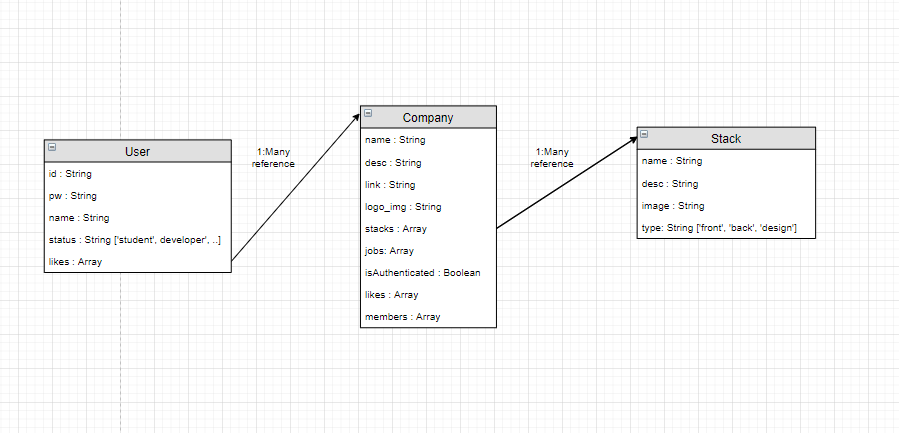 User
id : String
pw : String
name : String
status : String ['student', developer', ..]
likes : Array
1:Many
reference
Company
name : String
desc : String
link : String
logo_img : String
stacks : Array
jobs: Array
isAuthenticated : Boolean
likes : Array
members : Array
1:Many
reference
Stack
name : String
desc : String
image : String
type: String ['front', 'back', 'design']